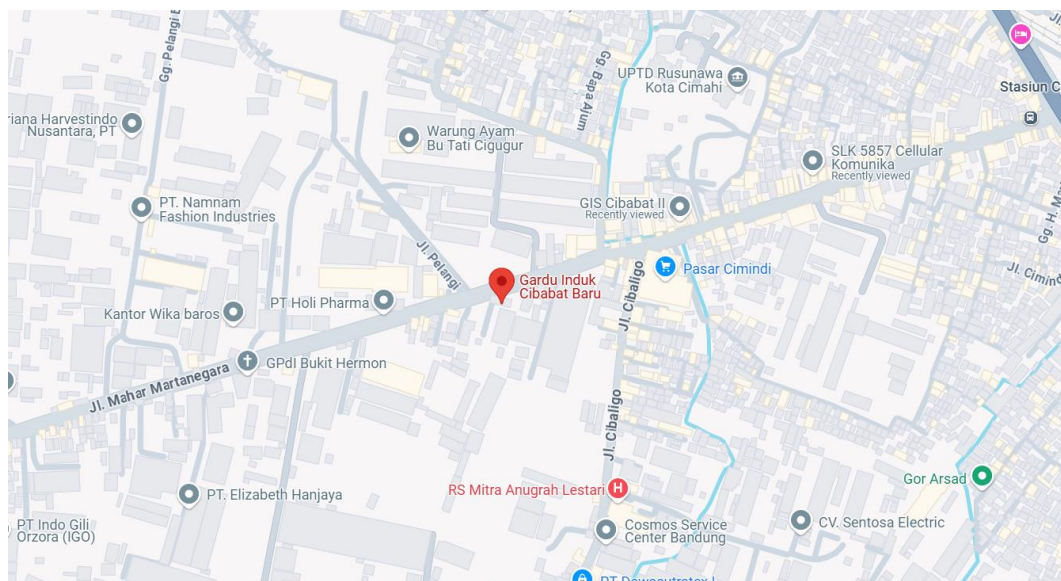 Gg. Pelangi
Gg. Bapa Ajum
UPTD Rusunawa
Kota Cimahi
Stasiun C
riana Harvestindo
Nusantara, PT
Warung Ayam
Bu Tati Cigugur
SLK 5857 Cellular
Komunika
Recently viewed
PT. Namnam
Fashion Industries
GIS Cibabat II
Recently viewed
Gg. H.
Jl. Pelangi
Gardu Induk
Cibabat Baru
Pasar Cimindi
Jl. Cimind
PT Holi Pharma
Kantor Wika baros
Jl. Cibaligo
GPdI Bukit Hermon
Jl. Mahar Martanegara
Jl. Cibaligo
RS Mitra Anugrah Lestari
H
Gor Arsad
PT. Elizabeth Hanjaya
PT Indo Gili
Orzora (IGO)
Cosmos Service
Center Bandung
CV. Sentosa Electric